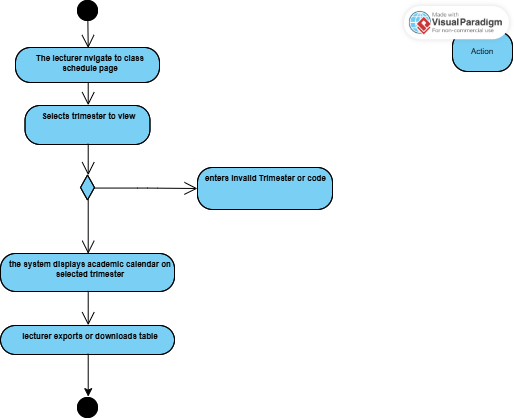 Made with
Visual Paradigm
For non-commercial use
Action
The lecturer nvigate to class
schedule page
Selects trimester to view
enters Invalid Trimester or code
the system displays academic calendar on
selected trimester
lecturer exports or downloads table